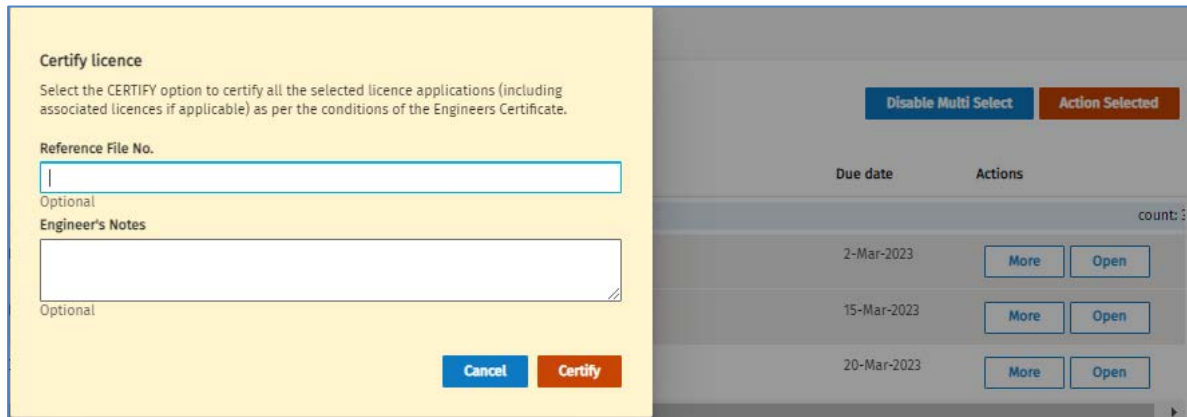 Certify licence
Select the CERTIFY option to certify all the selected licence applications (including
associated licences if applicable) as per the conditions of the Engineers Certificate.
Reference File No.
Optional
Engineer's Notes
Optional
Cancel Certify
Disable Multi Select Action Selected
Due date Actions
count:
2-Mar-2023 More Open
15-Mar-2023 More Open
20-Mar-2023 More Open